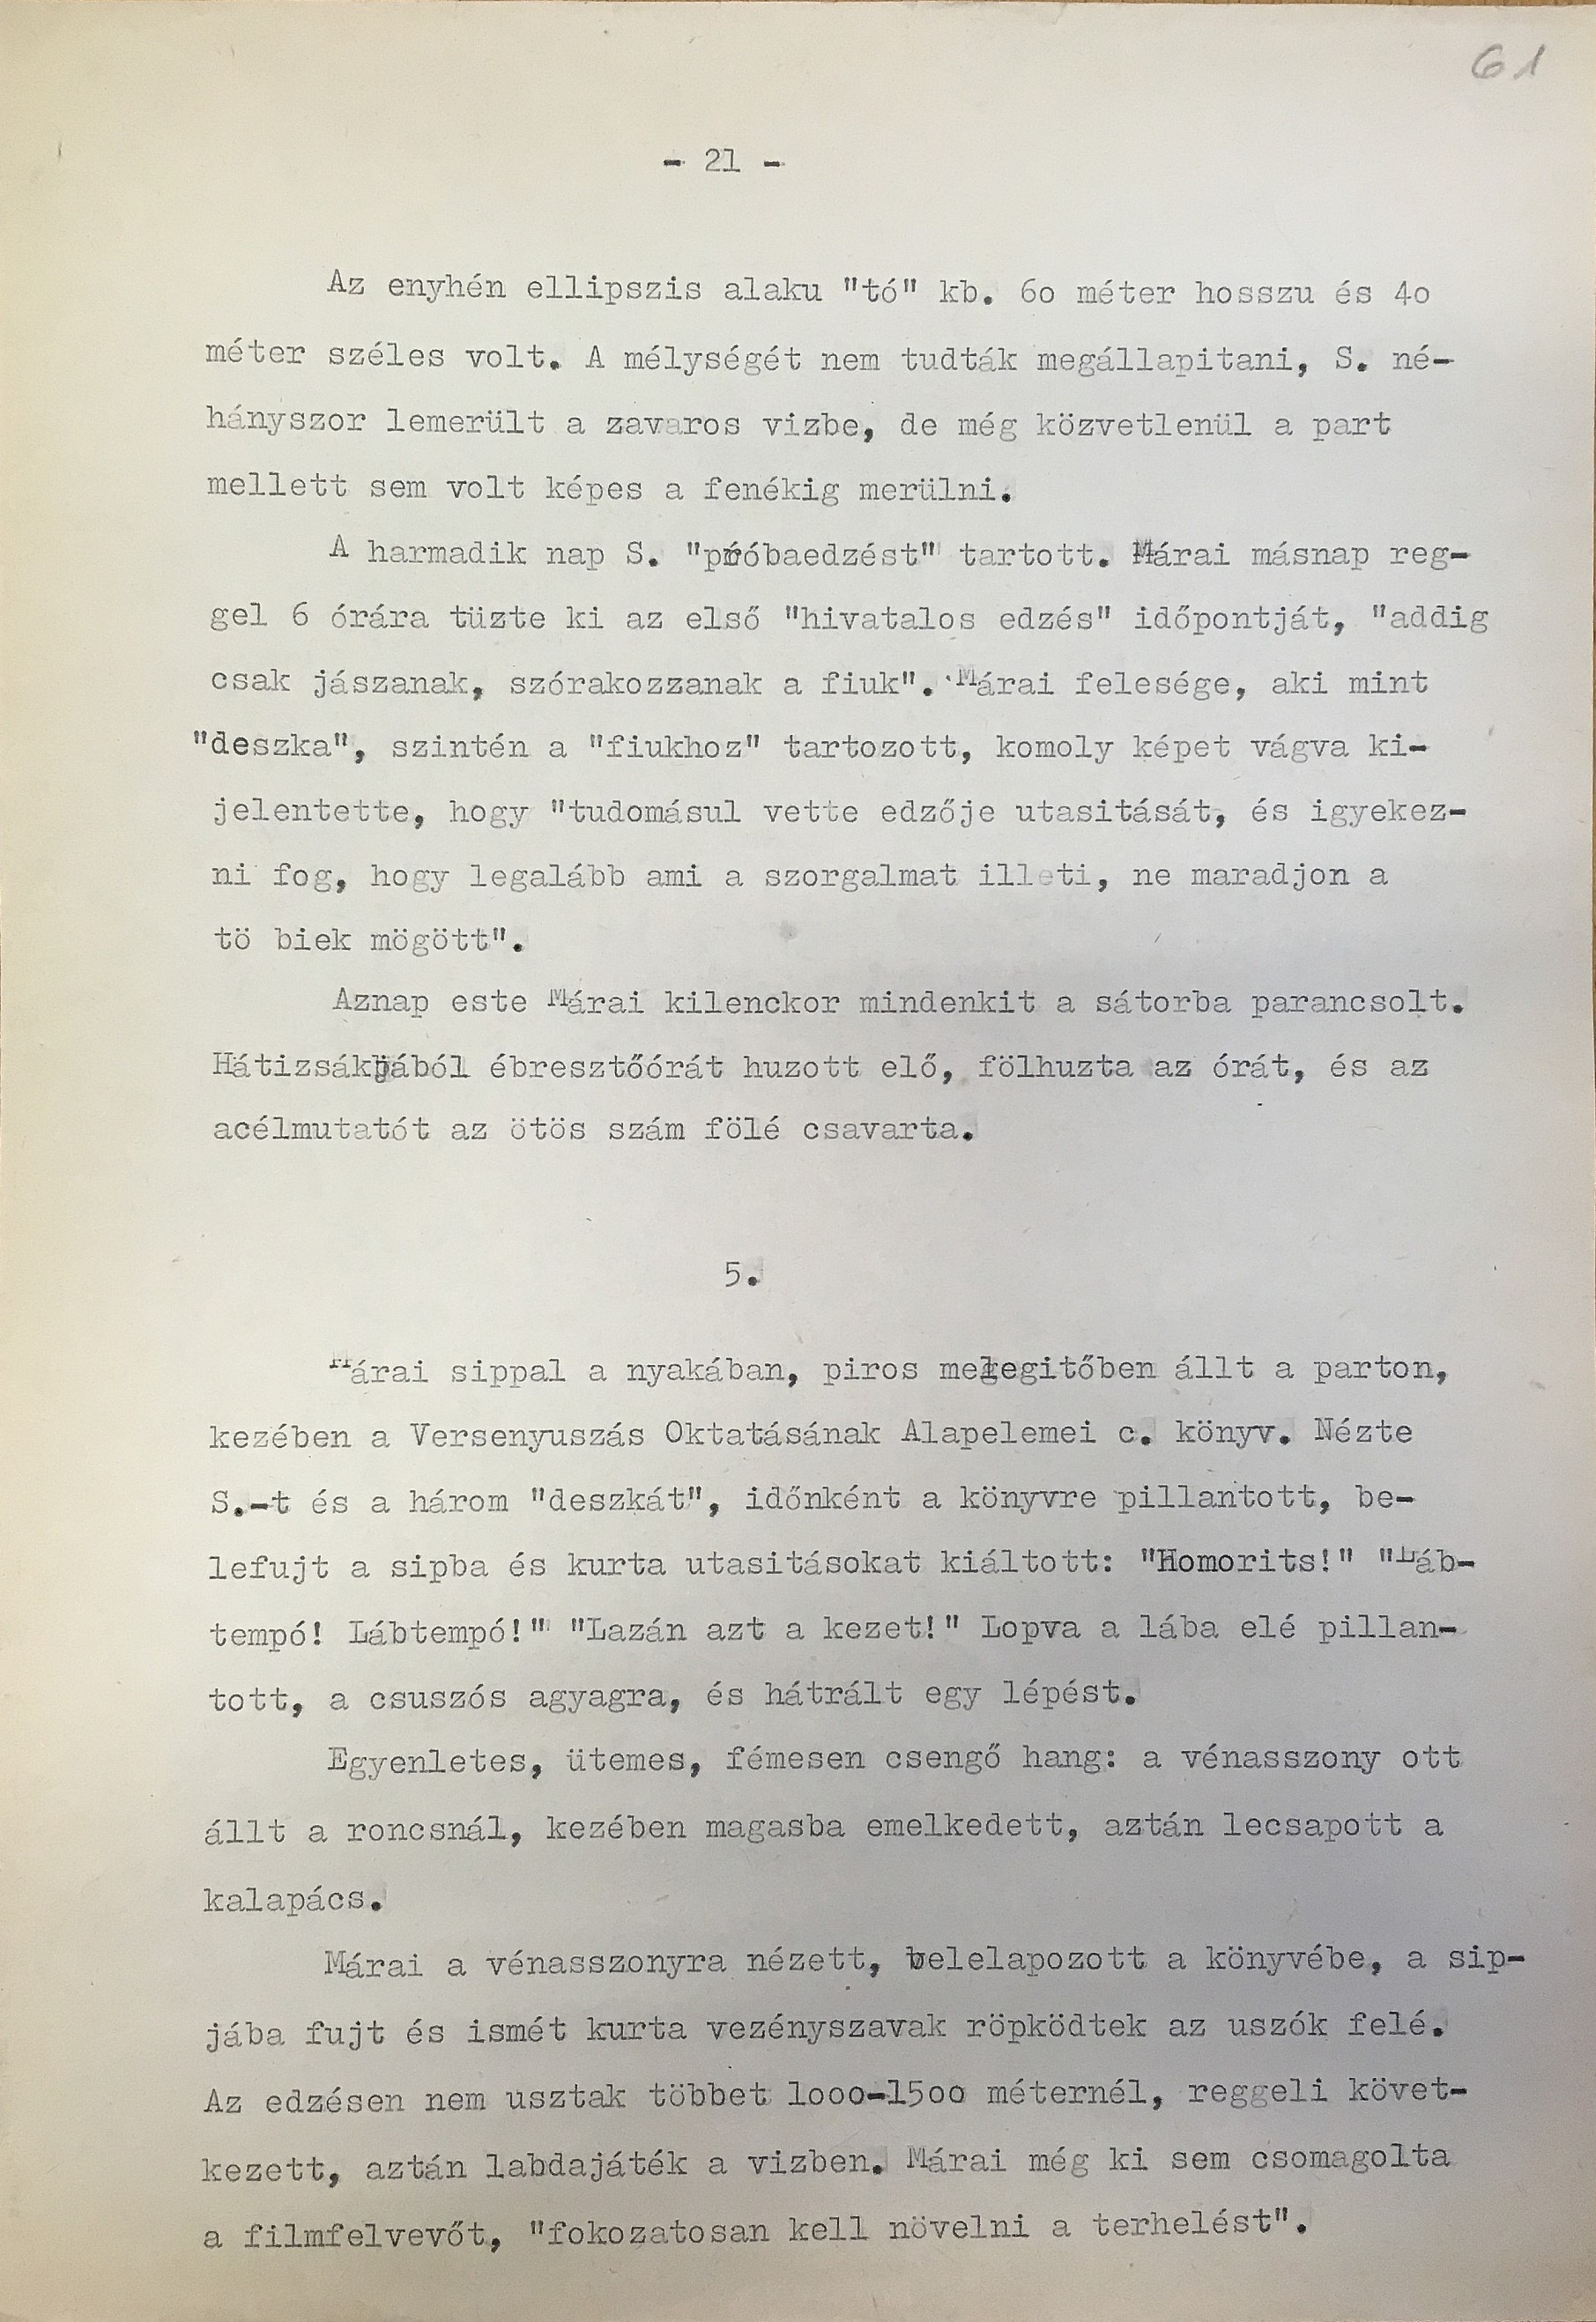 61
- 21 -
Az enyhén ellipszis alaku "tó" kb. 6o méter hosszu és 4o
méter széles volt. A mélységét nem tudták megállapitani, S. né-
hányszor lemerült a zavaros vizbe, de még közvetlenül a part
mellett sem volt képes a fenékig merülni.
A harmadik nap S. "próbaedzést" tartott. Márai másnap reg-
gel 6 órára tüzte ki az első "hivatalos edzés" időpontját, "addig
csak jászanak, szórakozzanak a fiuk". Márai felesége, aki mint
"deszka", szintén a "fiukhoz" tartozott, komoly képet vágva ki-
jelentette, hogy "tudomásul vette edzője utasitását, és igyekez-
ni fog, hogy legalább ami a szorgalmat illeti, ne maradjon a
tö biek mögött".
Aznap este Márai kilenckor mindenkit a sátorba parancsolt.
Hátizsákjából ébresztőórát huzott elő, fölhuzta az órát, és az
acélmutatót az ötös szám fölé csavarta.
5.
Márai sippal a nyakában, piros melegitőben állt a parton,
kezében a Versenyuszás Oktatásának Alapelemei c. könyv. Nézte
S.-t és a három "deszkát", időnként a könyvre pillantott, be-
lefujt a sipba és kurta utasitásokat kiáltott: "Homorits!" "Láb-
tempó! Lábtempó!" "Lazán azt a kezet!" Lopva a lába elé pillan-
tott, a csuszós agyagra, és hátrált egy lépést.
Egyenletes, ütemes, fémesen csengő hang: a vénasszony ott
állt a roncsnál, kezében magasba emelkedett, aztán lecsapott a
kalapács.
Márai a vénasszonyra nézett, belelapozott a könyvébe, a sip-
jába fujt és ismét kurta vezényszavak röpködtek az uszók felé.
Az edzésen nem usztak többet looo-15oo méternél, reggeli követ-
kezett, aztán labdajáték a vizben. Márai még ki sem csomagolta
a filmfelvevőt, "fokozatosan kell növelni a terhelést".